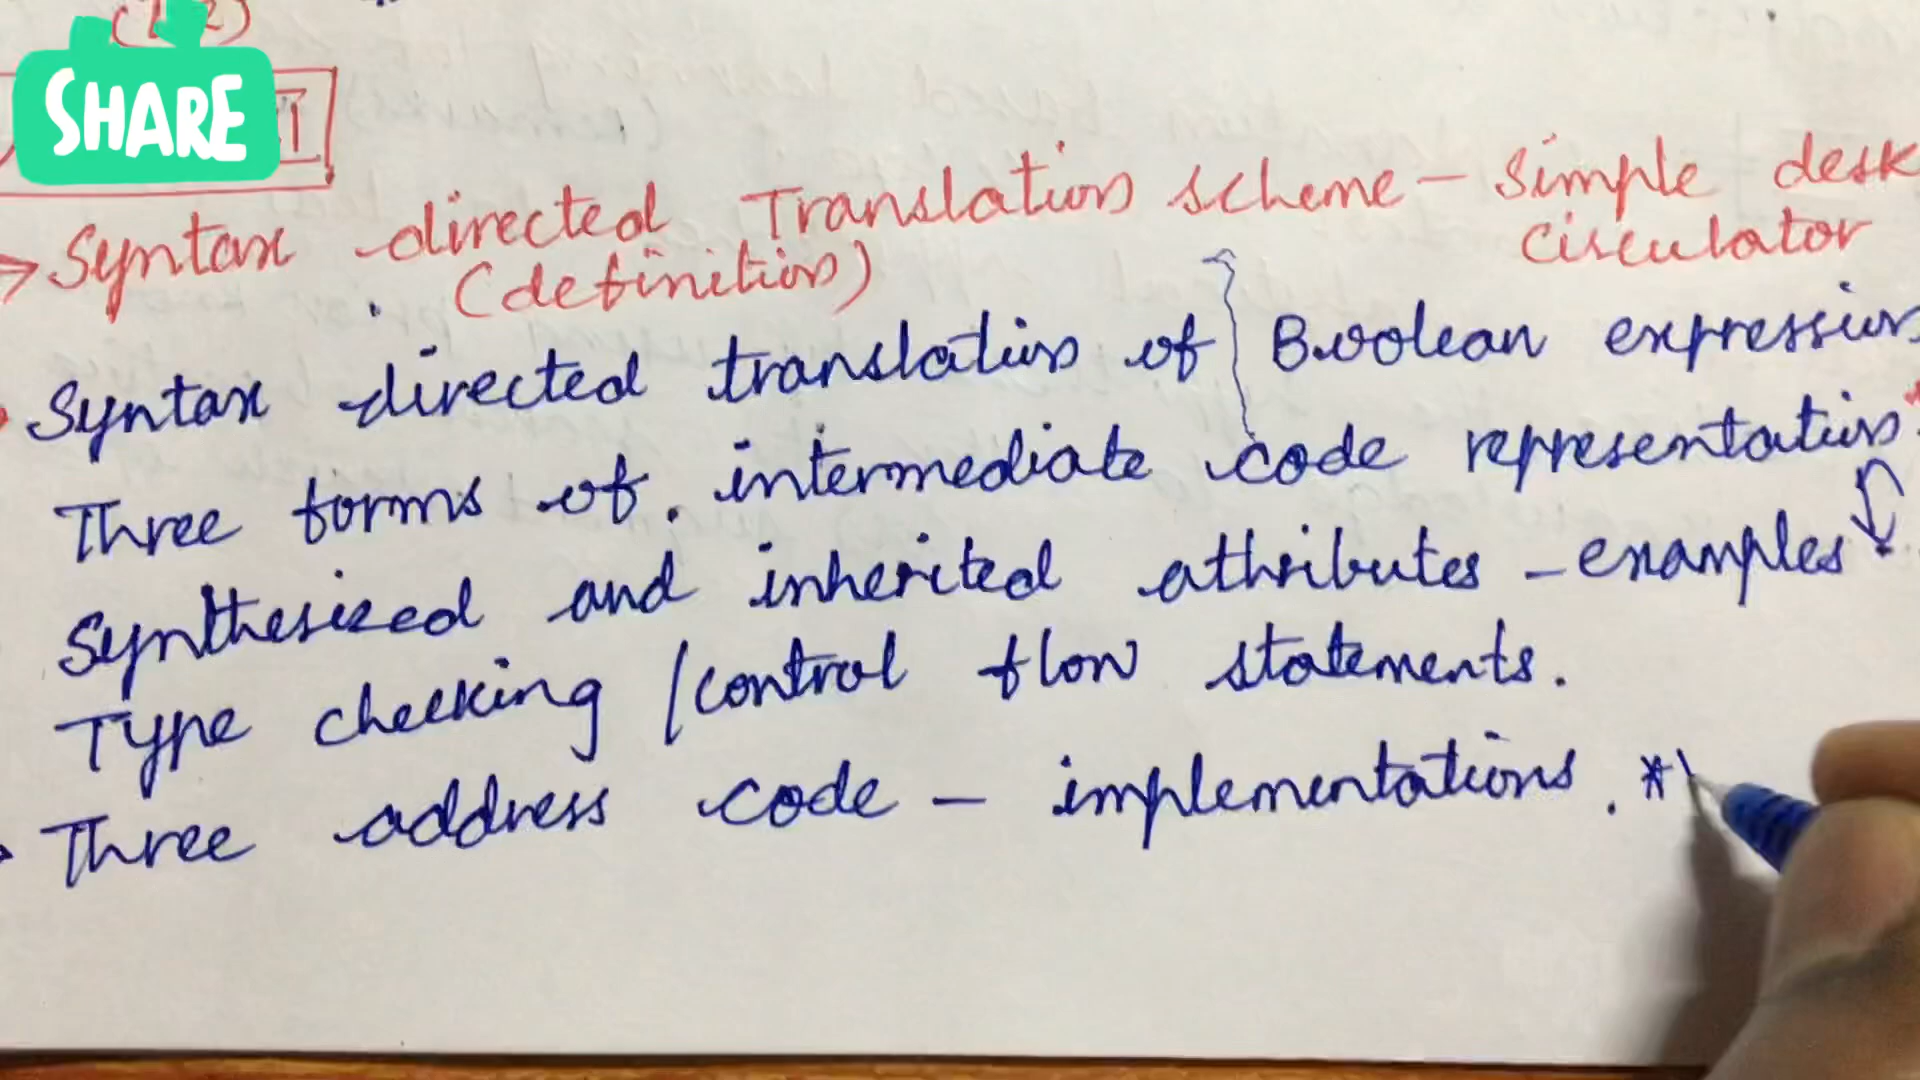 SHARE
→ Syntax directed Translation scheme - Simple desk
(definition)
circulator
Syntax directed translation of Boolean expression
Three forms of intermediate code representation.
Synthesized and inherited attributes - examples
Type checking / control flow statements.
Three address code - implementations. *